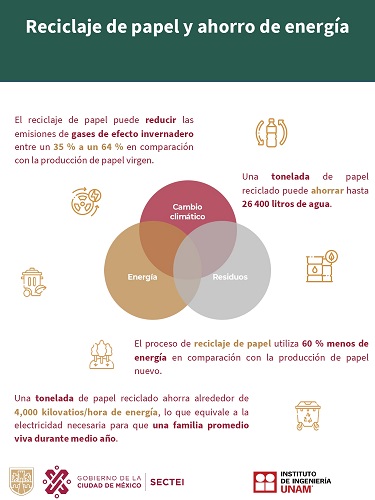 Reciclaje de papel y ahorro de energía
El reciclaje de papel puede reducir las
emisiones de gases de efecto invernadero
entre un 35 % a un 64 % en comparación
con la producción de papel virgen.
Una tonelada de papel
reciclado puede ahorrar hasta
26 400 litros de agua.
Cambio
climático
Energía
Residuos
El proceso de reciclaje de papel utiliza 60 % menos de
energía en comparación con la producción de papel
nuevo.
Una tonelada de papel reciclado ahorra alrededor de
4,000 kilovatios/hora de energía, lo que equivale a la
electricidad necesaria para que una familia promedio
viva durante medio año.
GOBIERNO DE LA
CIUDAD DE MÉXICO
SECTEI
INSTITUTO
DE INGENIERÍA
UNAM